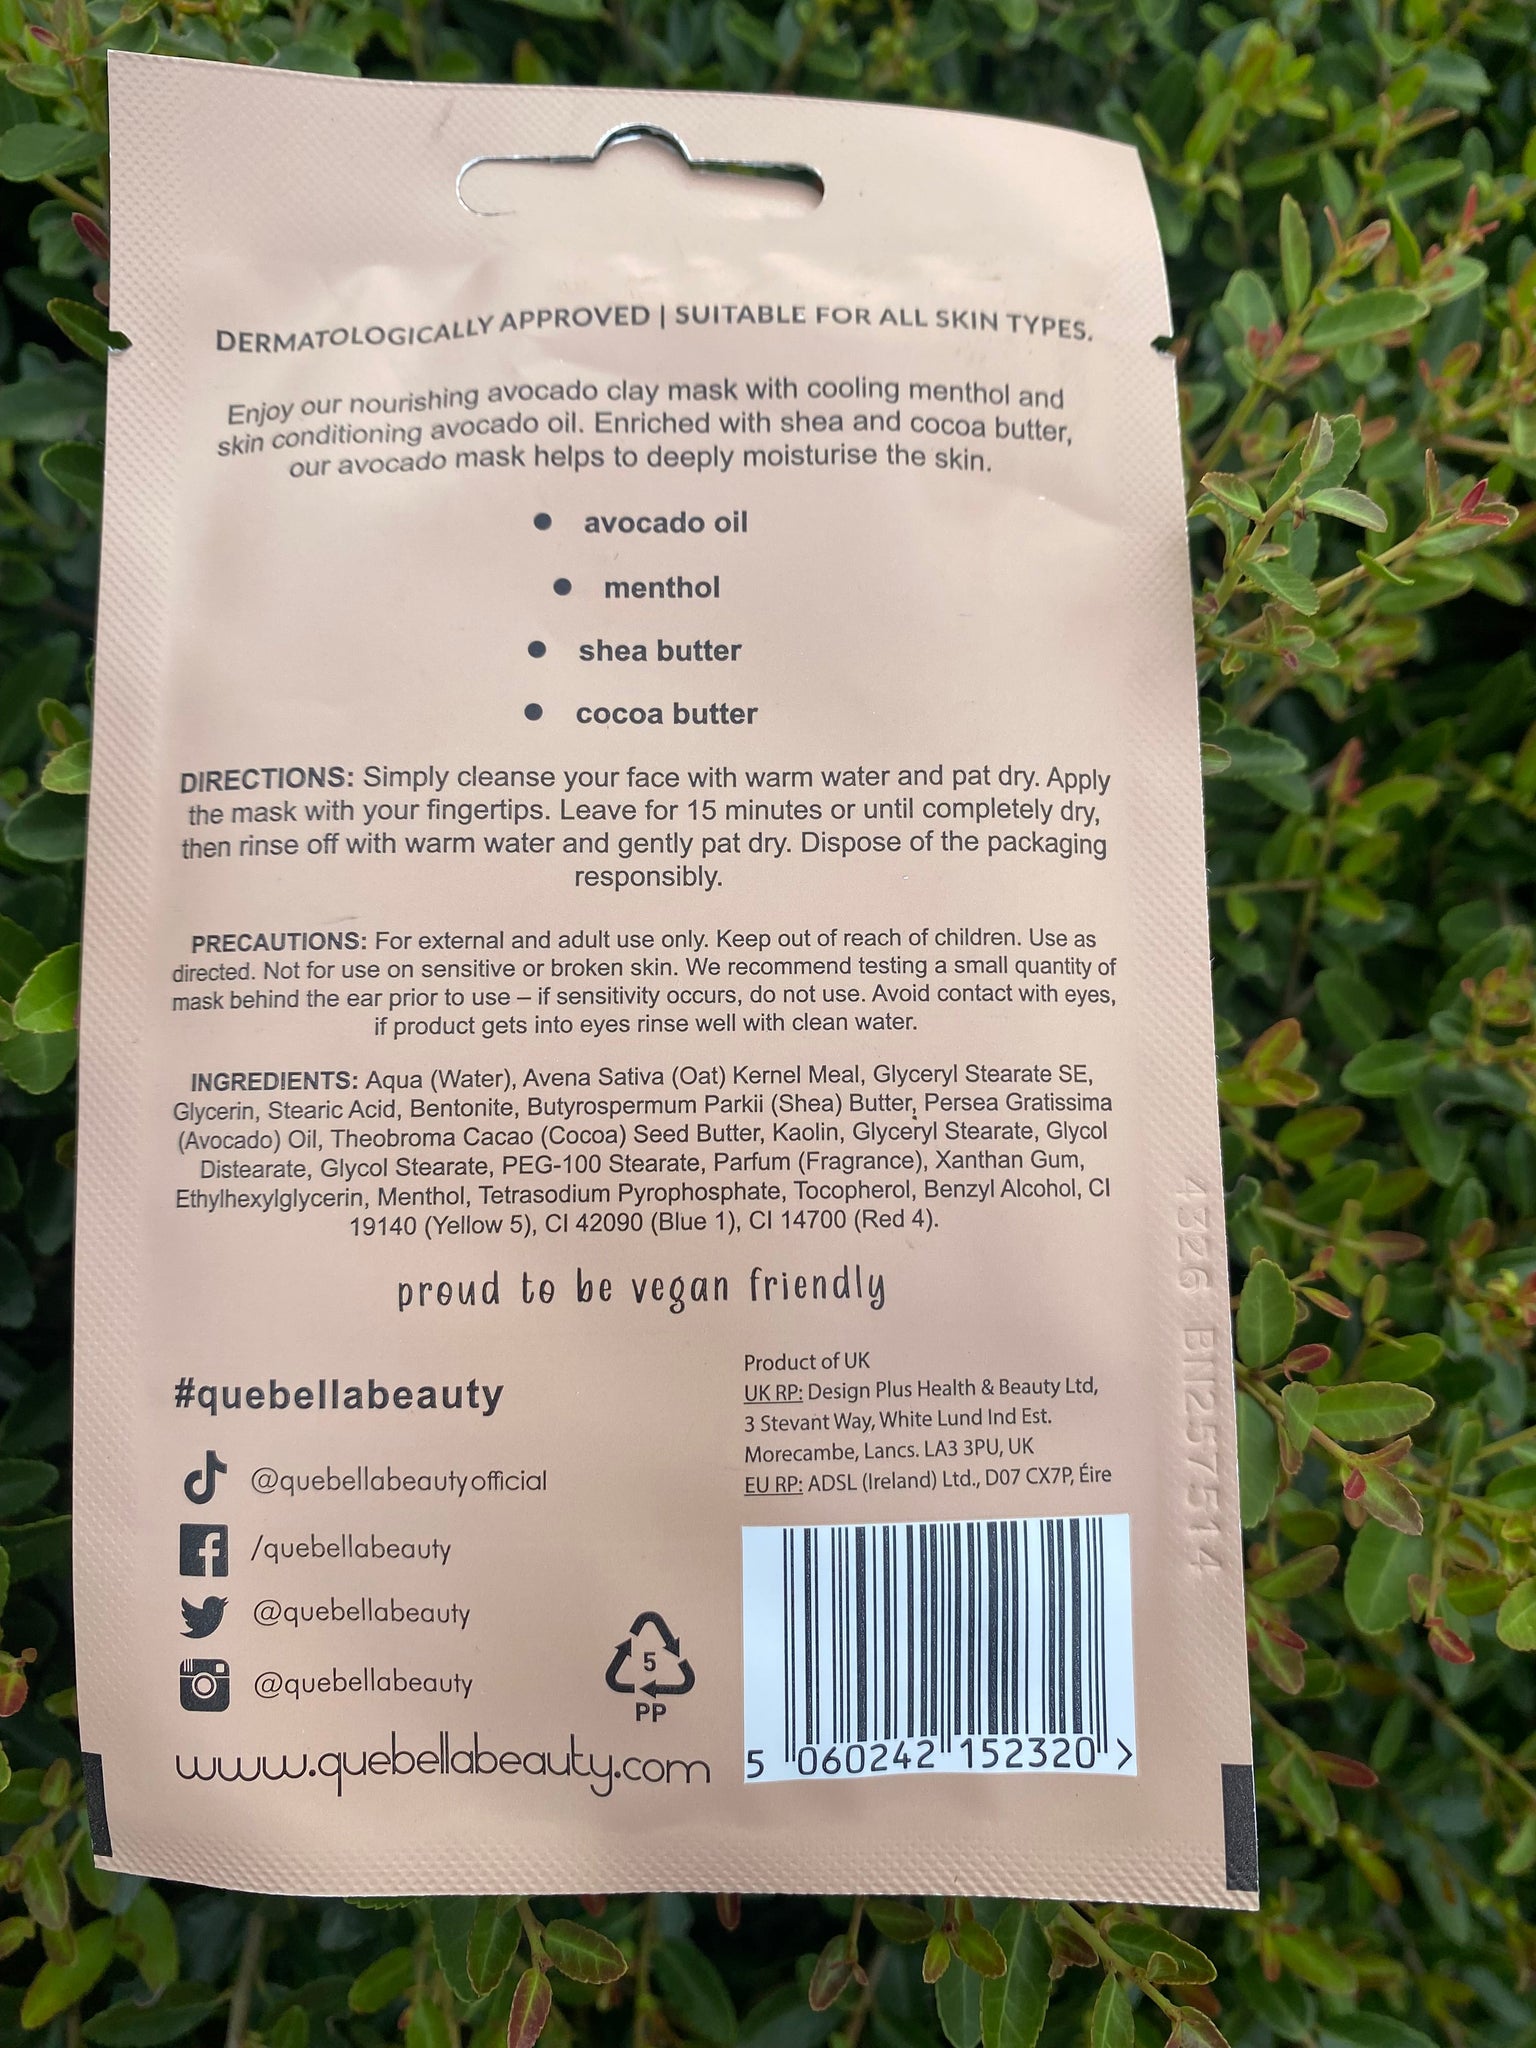 DERMATOLOGICALLY APPROVED | SUITABLE FOR ALL SKIN TYPES.
Enjoy our nourishing avocado clay mask with cooling menthol and
skin conditioning avocado oil. Enriched with shea and cocoa butter,
our avocado mask helps to deeply moisturise the skin.
• avocado oil
• menthol
• shea butter
• cocoa butter
DIRECTIONS: Simply cleanse your face with warm water and pat dry. Apply
the mask with your fingertips. Leave for 15 minutes or until completely dry,
then rinse off with warm water and gently pat dry. Dispose of the packaging
responsibly.
PRECAUTIONS: For external and adult use only. Keep out of reach of children. Use as
directed. Not for use on sensitive or broken skin. We recommend testing a small quantity of
mask behind the ear prior to use – if sensitivity occurs, do not use. Avoid contact with eyes,
if product gets into eyes rinse well with clean water.
INGREDIENTS: Aqua (Water), Avena Sativa (Oat) Kernel Meal, Glyceryl Stearate SE,
Glycerin, Stearic Acid, Bentonite, Butyrospermum Parkii (Shea) Butter, Persea Gratissima
(Avocado) Oil, Theobroma Cacao (Cocoa) Seed Butter, Kaolin, Glyceryl Stearate, Glycol
Distearate, Glycol Stearate, PEG-100 Stearate, Parfum (Fragrance), Xanthan Gum,
Ethylhexylglycerin, Menthol, Tetrasodium Pyrophosphate, Tocopherol, Benzyl Alcohol, CI
19140 (Yellow 5), CI 42090 (Blue 1), CI 14700 (Red 4).
proud to be vegan friendly
#quebellabeauty
@quebellabeautyofficial
/quebellabeauty
@quebellabeauty
@quebellabeauty
www.quebellabeauty.com
5
PP
Product of UK
UK RP: Design Plus Health & Beauty Ltd,
3 Stevant Way, White Lund Ind Est.
Morecambe, Lancs. LA3 3PU, UK
EU RP: ADSL (Ireland) Ltd., D07 CX7P, Éire
5 060242 152320 >
4326 BN257514